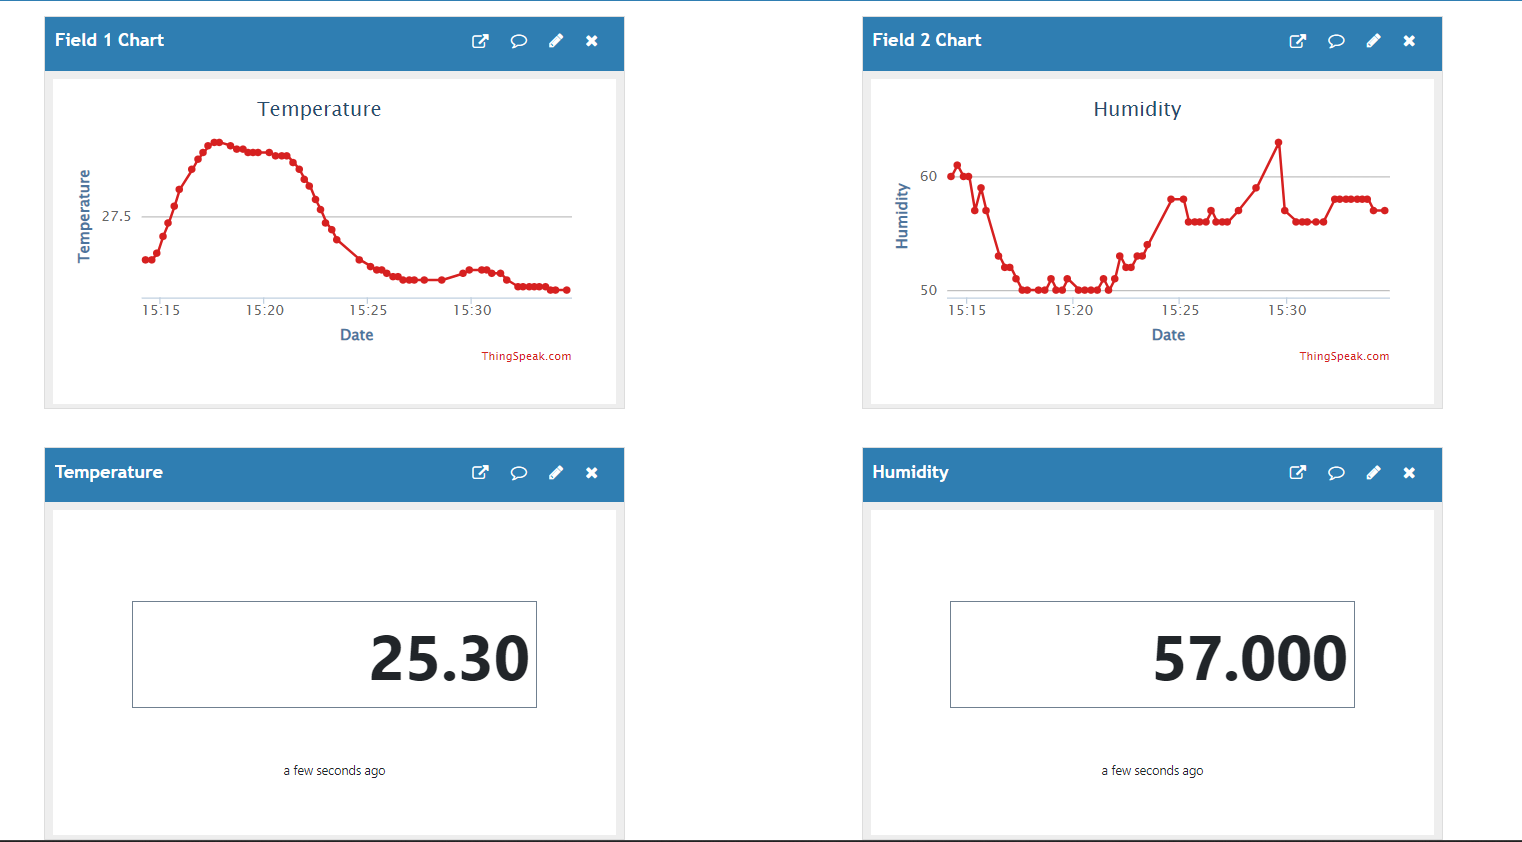 Field 1 Chart
Temperature
Temperature
27.5
15:15 15:20 15:25 15:30
Date
ThingSpeak.com
Field 2 Chart
Humidity
Humidity
60
50
15:15 15:20 15:25 15:30
Date
ThingSpeak.com
Temperature
25.30
a few seconds ago
Humidity
57.000
a few seconds ago